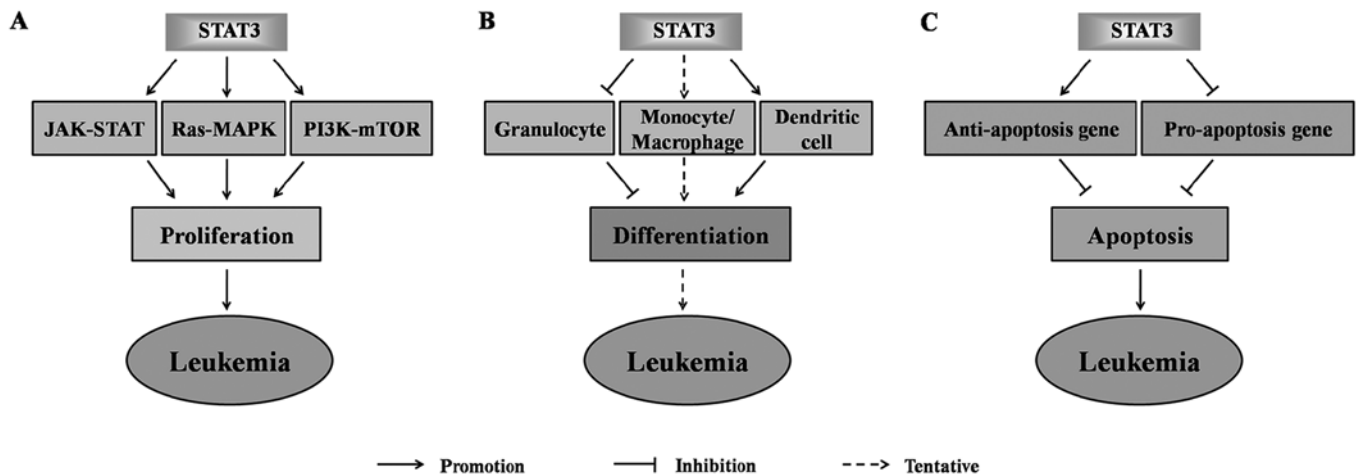 A
STAT3
JAK-STAT
Ras-MAPK
PI3K-mTOR
Proliferation
Leukemia
B
STAT3
Granulocyte
Monocyte/
Macrophage
Dendritic
cell
Differentiation
Leukemia
C
STAT3
Anti-apoptosis gene
Pro-apoptosis gene
Apoptosis
Leukemia
Promotion
Inhibition
Tentative